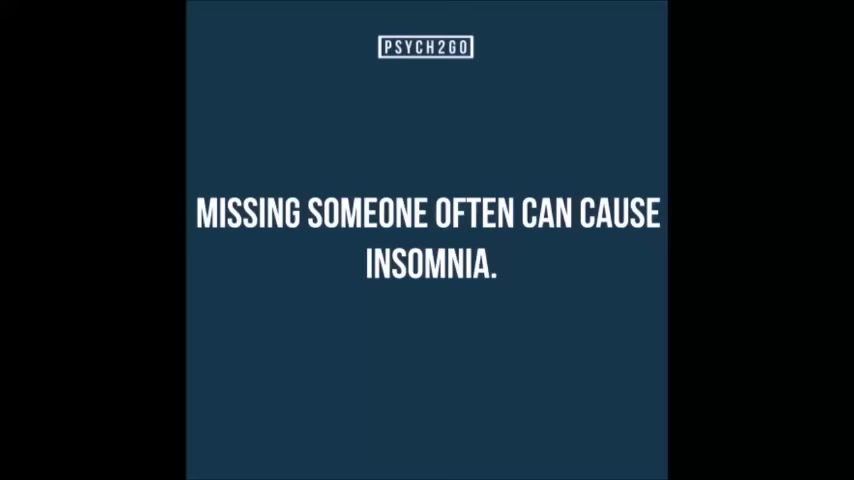 PSYCH2GO
MISSING SOMEONE OFTEN CAN CAUSE
INSOMNIA.